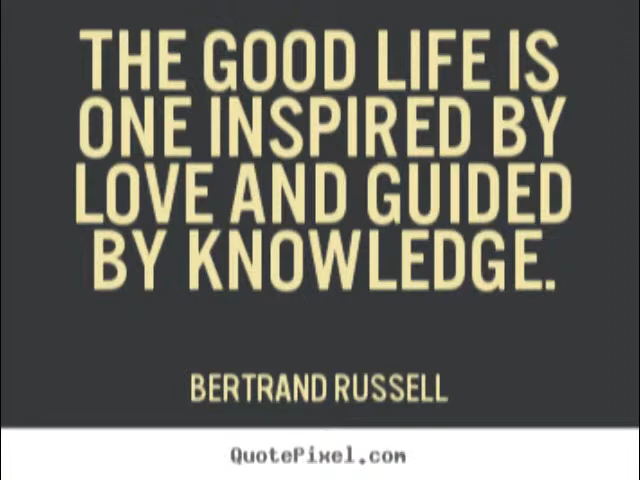 THE GOOD LIFE IS
ONE INSPIRED BY
LOVE AND GUIDED
BY KNOWLEDGE.
BERTRAND RUSSELL
QuotePixel.com